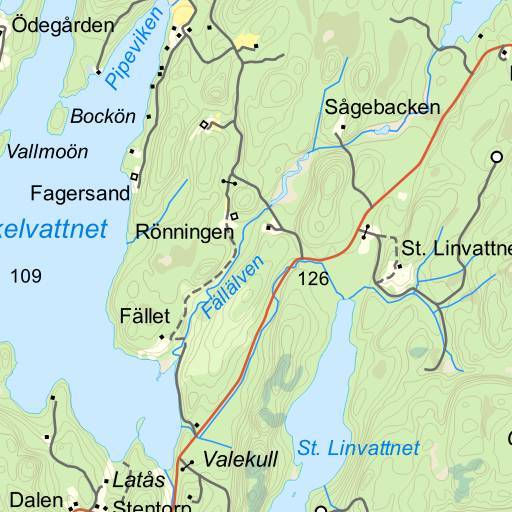 Ödegården
Pipeviken
Bockön
Sågebacken
Vallmoön
Fagersand
kelvattnet
Rönningen
St. Linvattne
109
Fällälven
126
Fället
St. Linvattnet
Valekull
Latås
Dalen
Stentorp